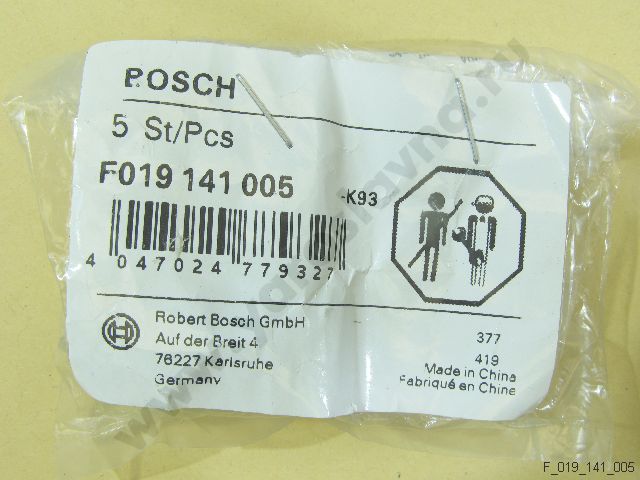 BOSCH
5 St/Pcs
F019 141 005
-K93
4 047024 779327
Robert Bosch GmbH
Auf der Breit 4
76227 Karlsruhe
Germany
377
419
Made in China
Fabriqué en Chine
F_019_141_005